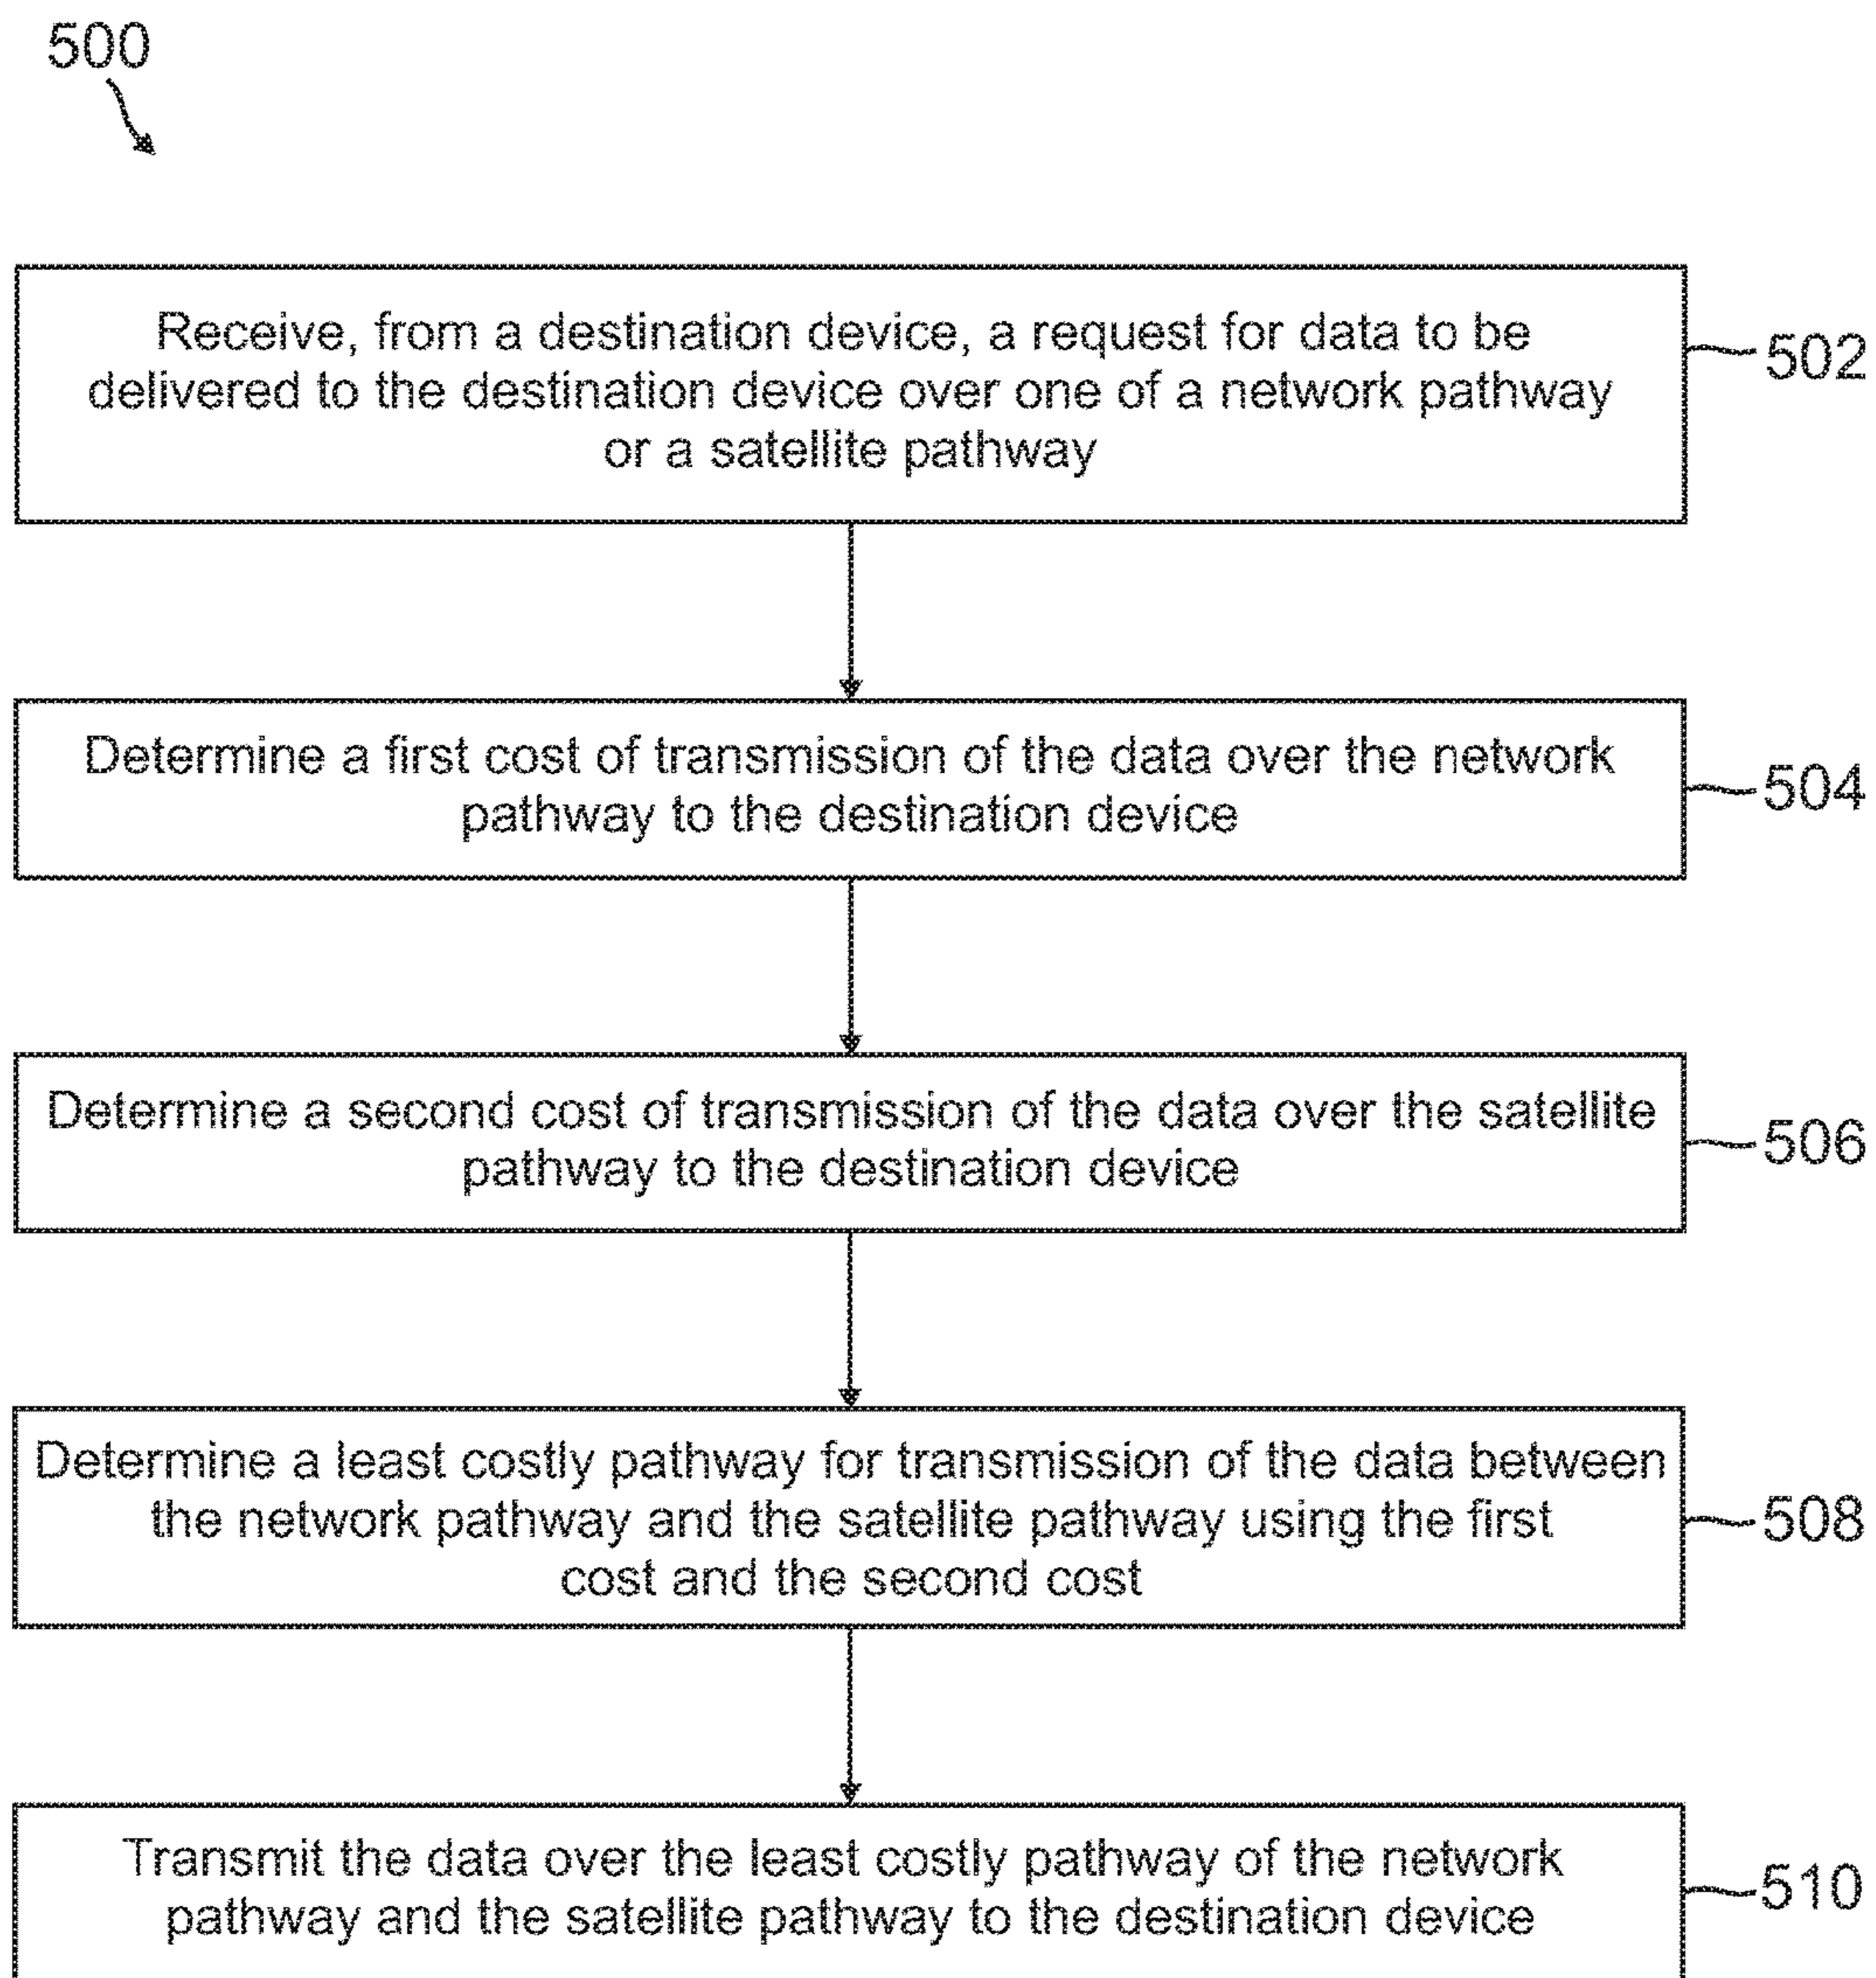 500
Receive, from a destination device, a request for data to be
delivered to the destination device over one of a network pathway
or a satellite pathway
502
Determine a first cost of transmission of the data over the network
pathway to the destination device
504
Determine a second cost of transmission of the data over the satellite
pathway to the destination device
506
Determine a least costly pathway for transmission of the data between
the network pathway and the satellite pathway using the first
cost and the second cost
508
Transmit the data over the least costly pathway of the network
pathway and the satellite pathway to the destination device
510